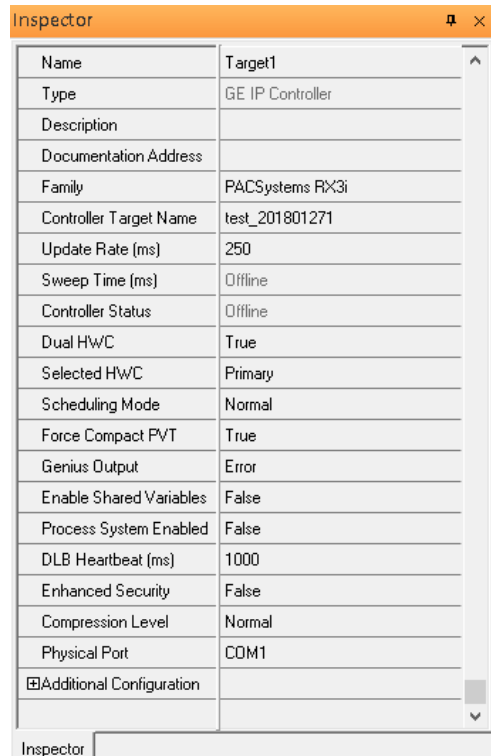 Inspector
Name Target1
Type GE IP Controller
Description
Documentation Address
Family PACSystems RX3i
Controller Target Name test_201801271
Update Rate (ms) 250
Sweep Time (ms) Offline
Controller Status Offline
Dual HWC True
Selected HWC Primary
Scheduling Mode Normal
Force Compact PVT True
Genius Output Error
Enable Shared Variables False
Process System Enabled False
DLB Heartbeat (ms) 1000
Enhanced Security False
Compression Level Normal
Physical Port COM1
Additional Configuration
Inspector